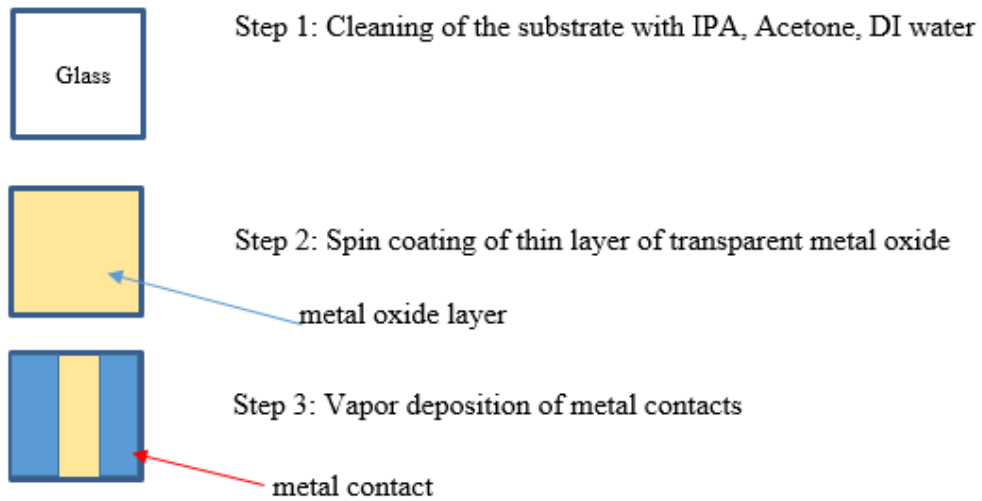 Step 1: Cleaning of the substrate with IPA, Acetone, DI water
Glass
Step 2: Spin coating of thin layer of transparent metal oxide
metal oxide layer
Step 3: Vapor deposition of metal contacts
metal contact